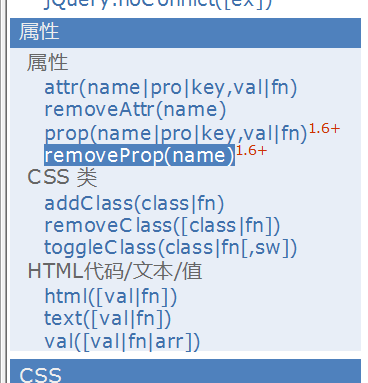 jQuery.noConflict([ex])
属性
属性
attr(name|pro|key,val|fn)
removeAttr(name)
prop(name|pro|key,val|fn)1.6+
removeProp(name)1.6+
CSS 类
addClass(class|fn)
removeClass([class|fn])
toggleClass(class|fn[,sw])
HTML代码/文本/值
html([val|fn])
text([val|fn])
val([val|fn|arr])
CSS